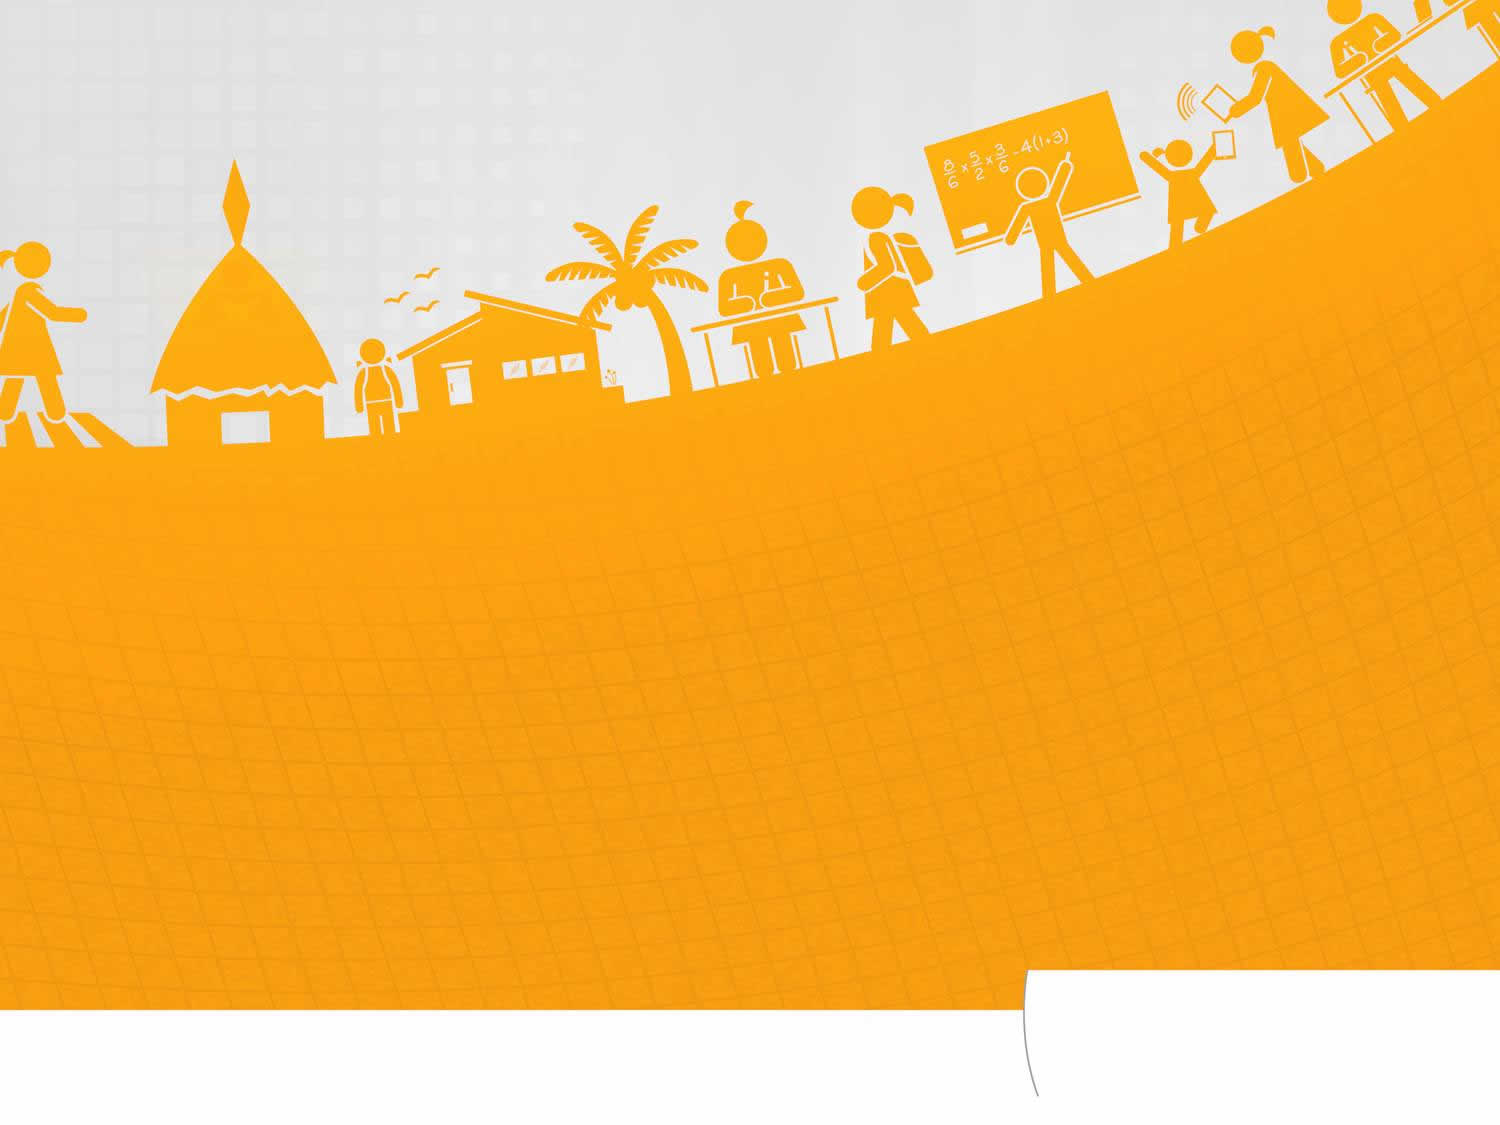 8/6 x 5/2 x 3/6 - 4(1+3)